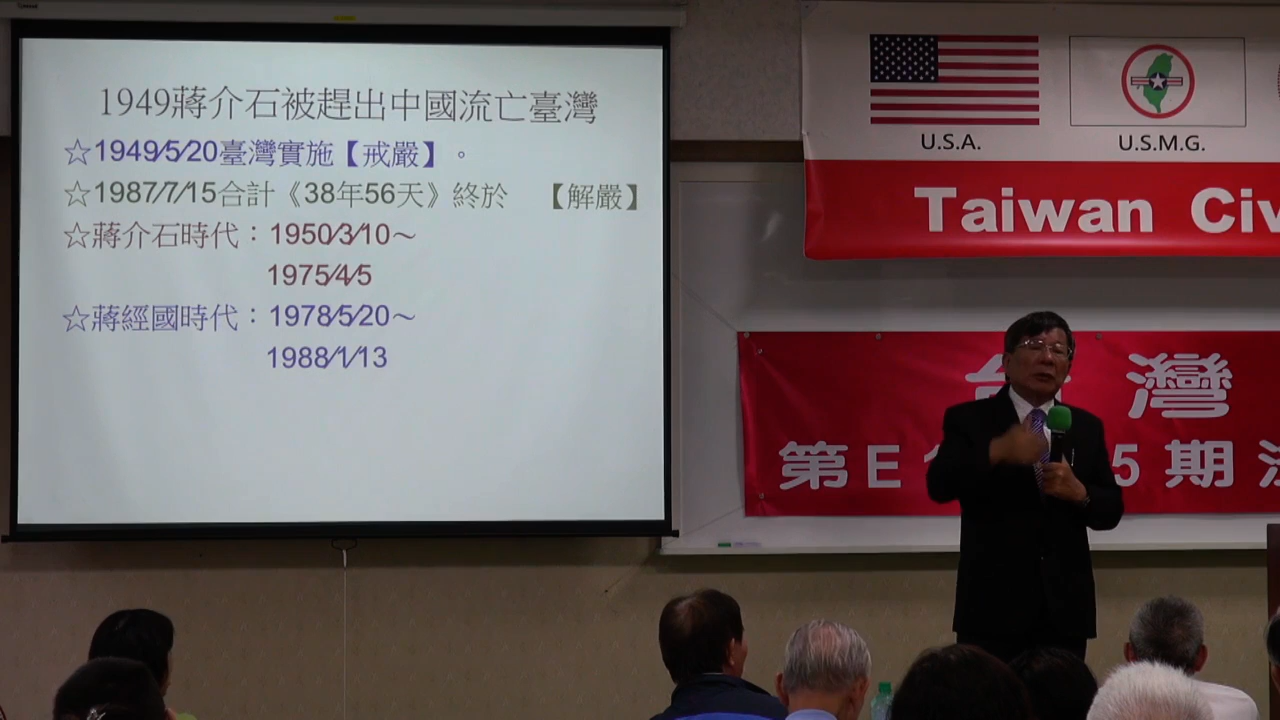 1949蔣介石被趕出中國流亡臺灣
☆1949/5/20臺灣實施【戒嚴】。
☆1987/7/15合計《38年56天》終於 【解嚴】
☆蔣介石時代：1950/3/10～
1975/4/5
☆蔣經國時代：1978/5/20～
1988/1/13
U.S.A.
U.S.M.G.
Taiwan Civ
灣
第E 5期